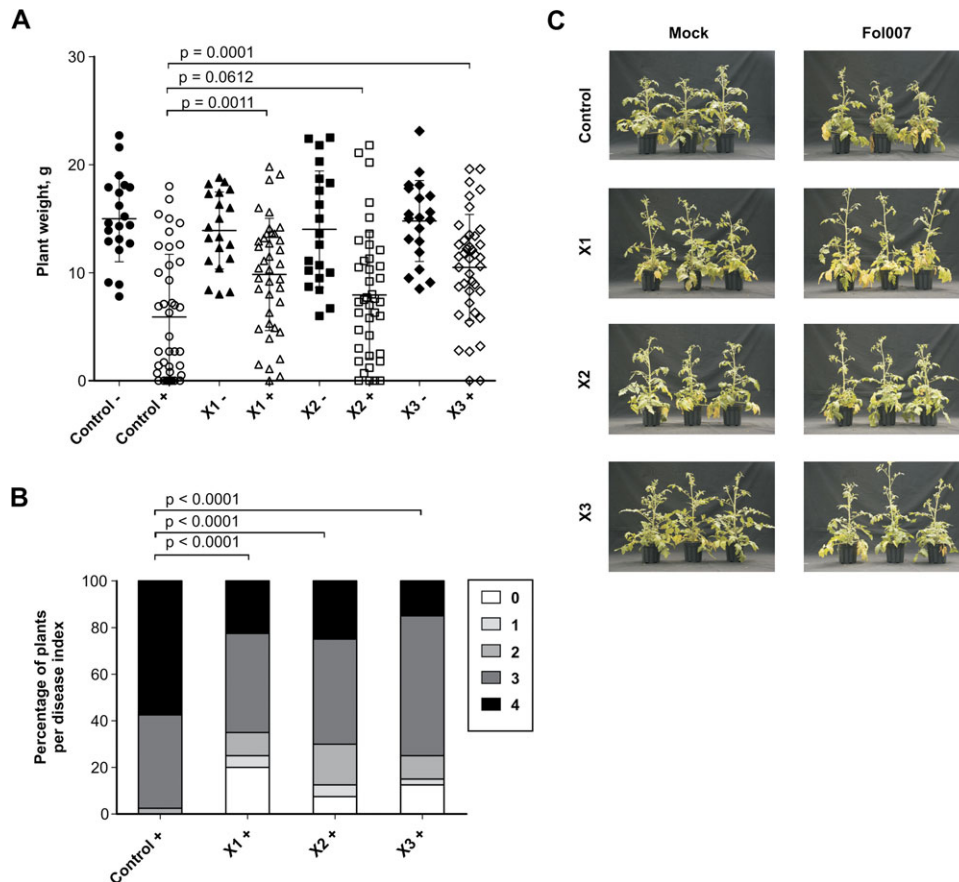 A
p = 0.0001
p = 0.0612
p = 0.0011
30
20
10
0
Plant weight, g
Control -
Control +
X1 -
X1 +
X2 -
X2 +
X3 -
X3 +
B
p < 0.0001
p < 0.0001
p < 0.0001
100
80
60
40
20
0
Percentage of plants
per disease index
Control +
X1 +
X2 +
X3 +
0
1
2
3
4
C
Mock
Fol007
Control
X1
X2
X3